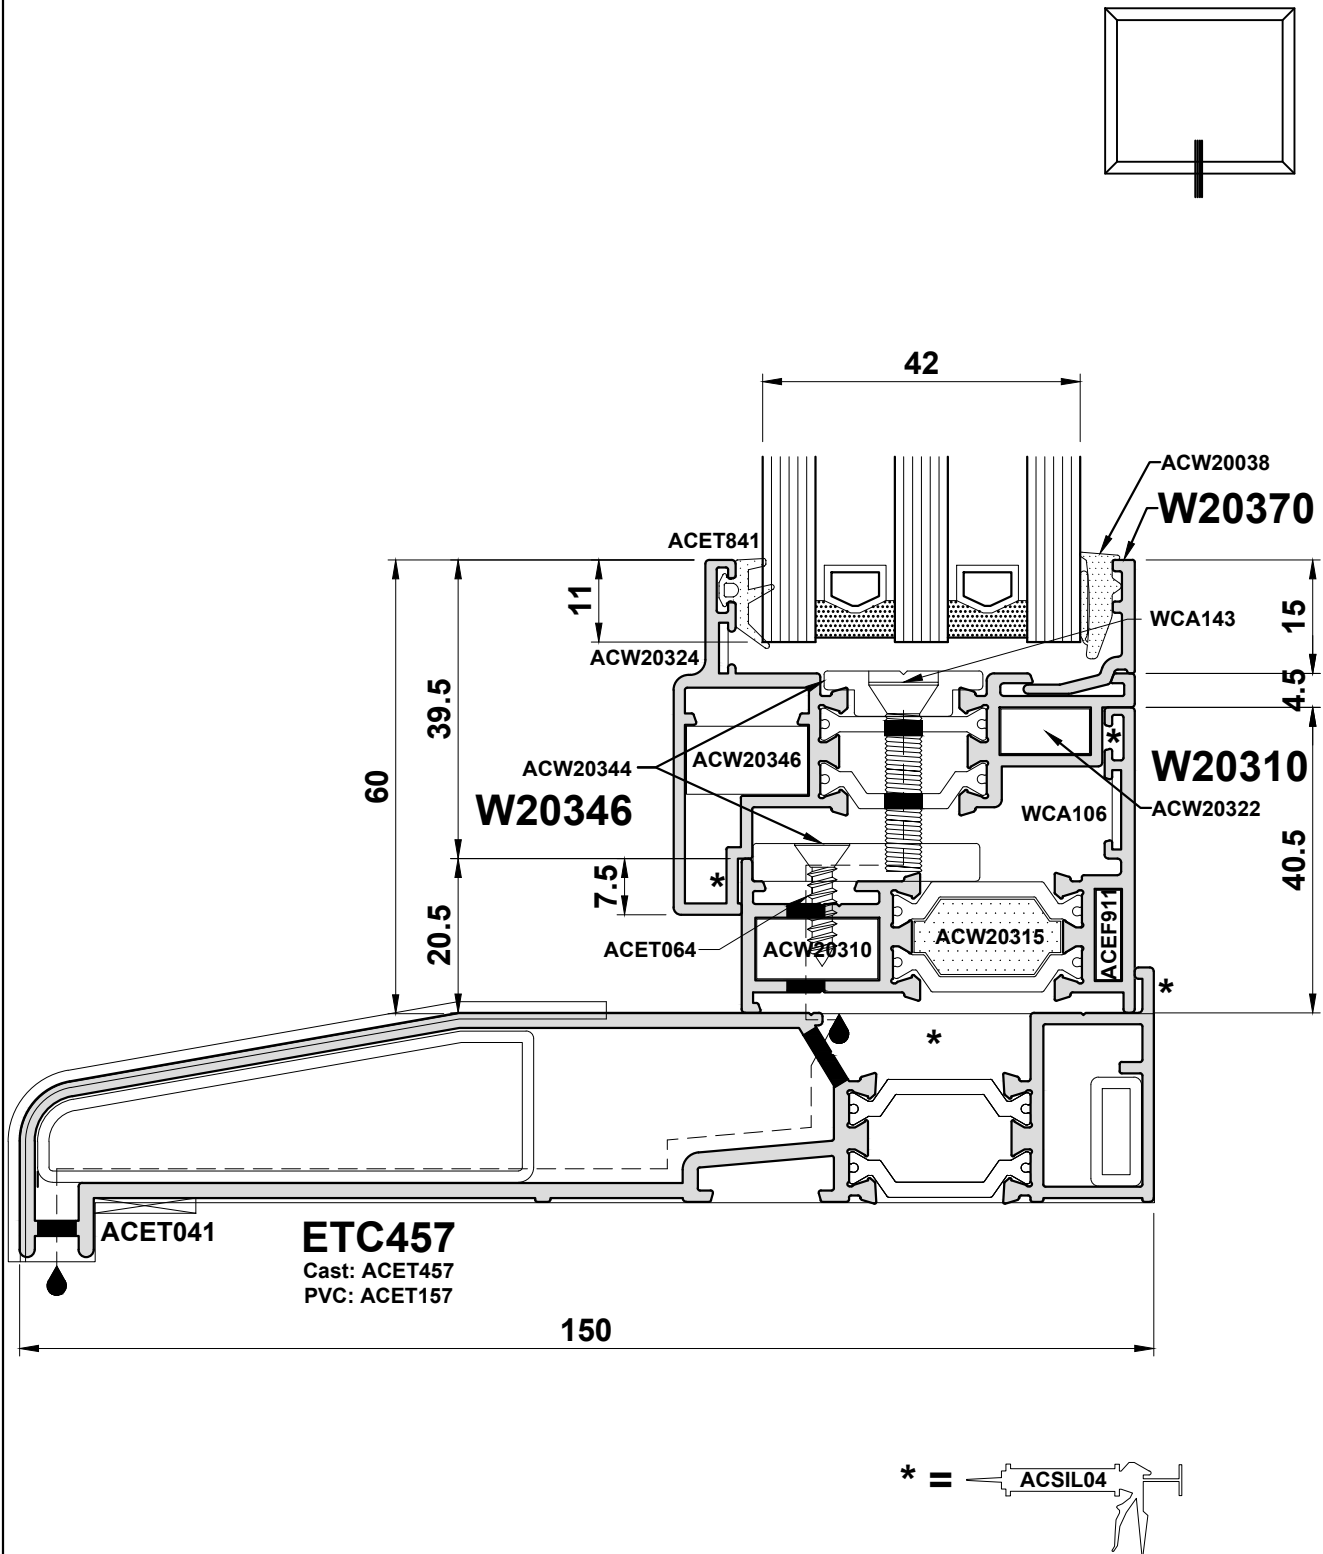 42
ACW20038
W20370
ACET841
11
WCA143
15
ACW20324
4.5
39.5
ACW20346
*
ACW20344
W20310
60
W20346
WCA106
ACW20322
40.5
7.5
*
20.5
ACET064
ACW20310
ACW20315
ACEF911
*
*
ACET041
ETC457
Cast: ACET457
PVC: ACET157
150
* = ACSIL04